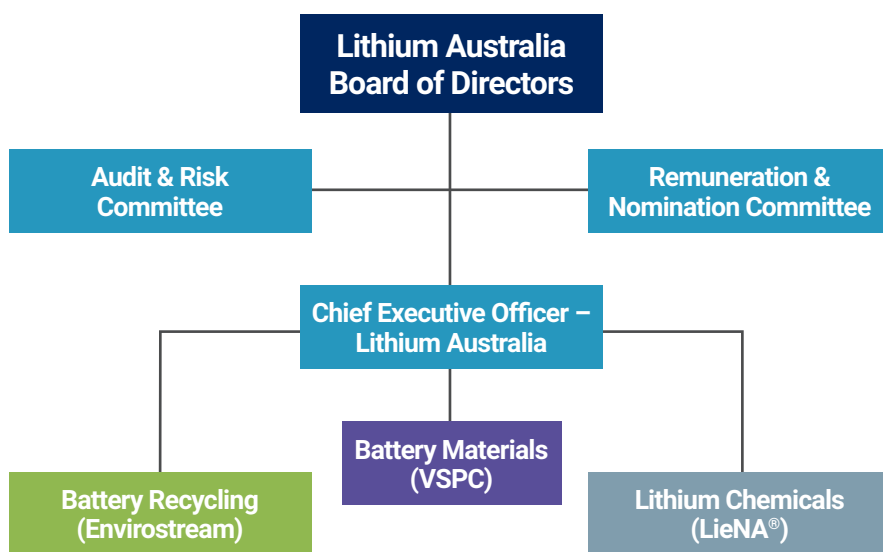 Lithium Australia
Board of Directors
Audit & Risk
Committee
Remuneration &
Nomination Committee
Chief Executive Officer –
Lithium Australia
Battery Materials
(VSPC)
Battery Recycling
(Envirostream)
Lithium Chemicals
(LieNA®)